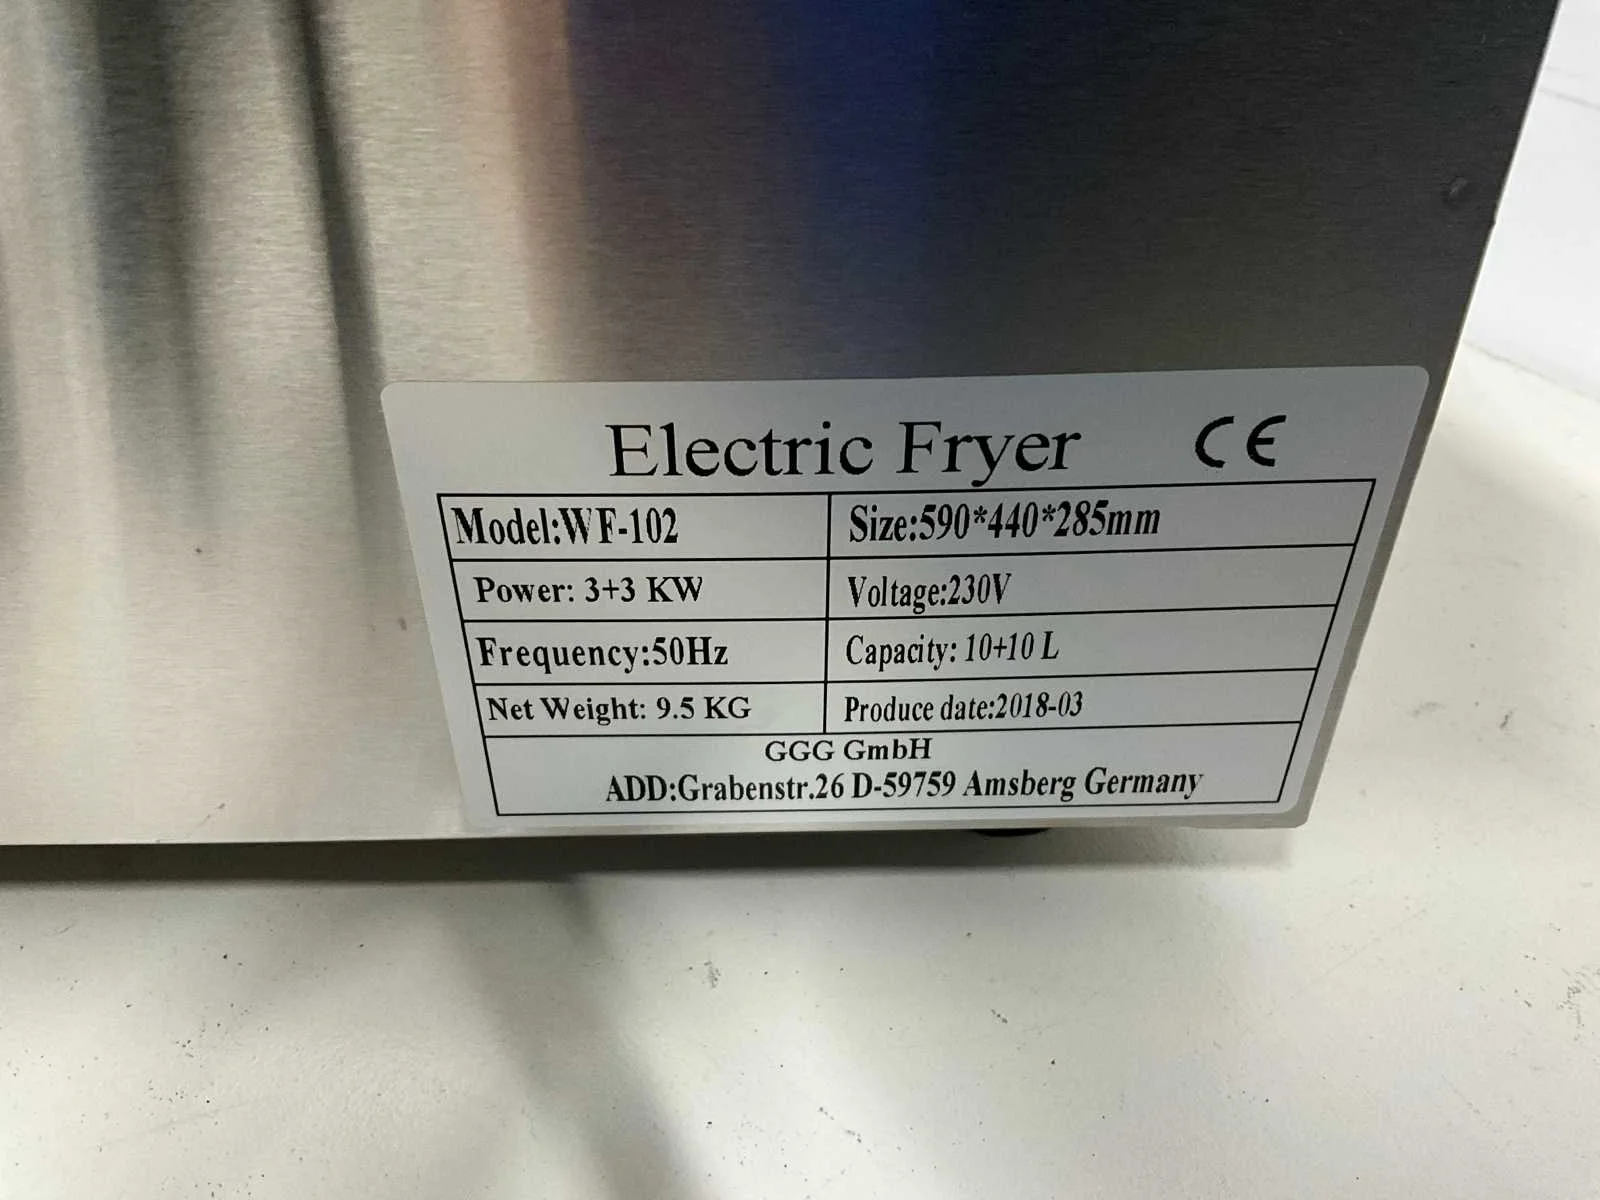 Electric Fryer CE
Model:WF-102 Size:590*440*285mm
Power: 3+3 KW Voltage:230V
Frequency:50Hz Capacity: 10+10 L
Net Weight: 9.5 KG Produce date:2018-03
GGG GmbH
ADD:Grabenstr.26 D-59759 Amsberg Germany